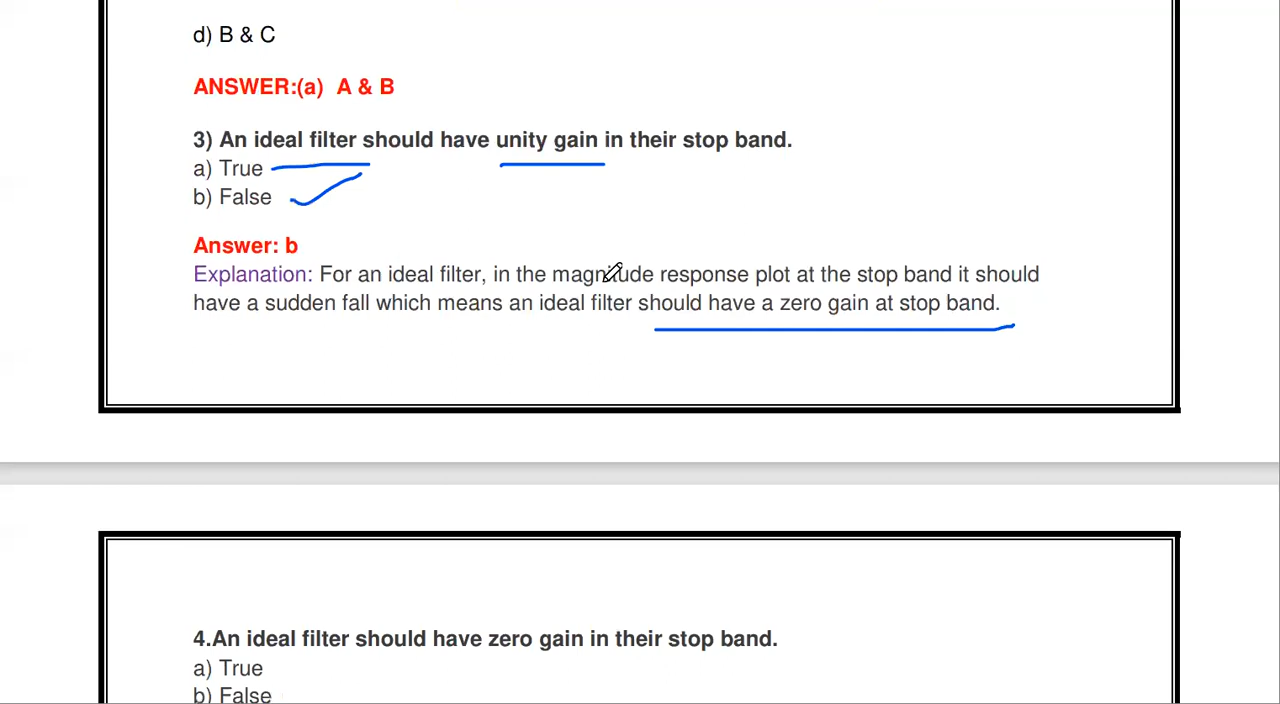 d) B & C
ANSWER:(a) A & B
3) An ideal filter should have unity gain in their stop band.
a) True
b) False
Answer: b
Explanation: For an ideal filter, in the magnitude response plot at the stop band it should
have a sudden fall which means an ideal filter should have a zero gain at stop band.
4.An ideal filter should have zero gain in their stop band.
a) True
b) False